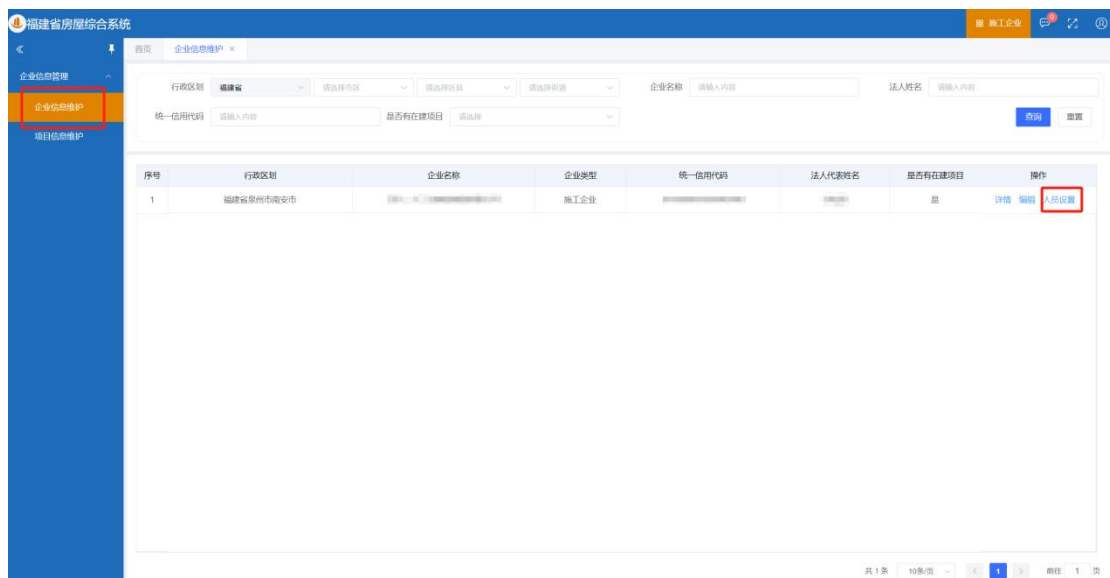 福建省房屋综合系统
施工企业
0
首页 企业信息维护 ×
企业信息管理
企业信息维护
项目信息维护
行政区划 福建省 请选择市区 请选择区县 请选择街道 企业名称 请输入内容 法人姓名 请输入内容
统一信用代码 请输入内容 是否有在建项目 请选择 查询 重置
序号 行政区划 企业名称 企业类型 统一信用代码 法人代表姓名 是否有在建项目 操作
1 福建省泉州市南安市 施工企业 是 详情 编辑 人员设置
共 1 条 10条/页 < 1 > 前往 1 页